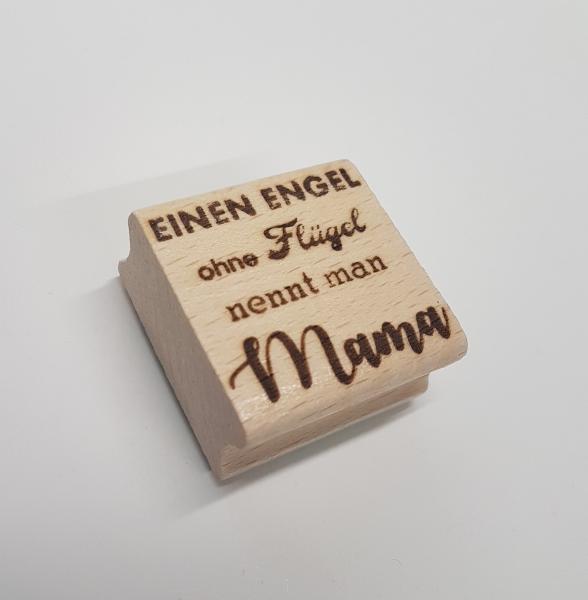 EINEN ENGEL
ohne Flügel
nennt man
Mama